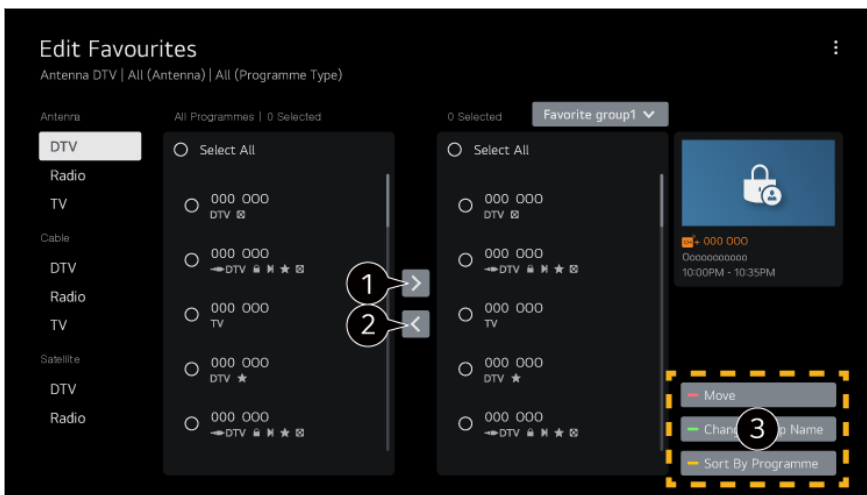 Edit Favourites
Antenna DTV | All (Antenna) | All (Programme Type)
Antenna
DTV
Radio
TV
Cable
DTV
Radio
TV
Satellite
DTV
Radio
All Programmes | 0 Selected
Select All
000 000
DTV
000 000
DTV
000 000
TV
000 000
DTV
000 000
DTV
1
2
0 Selected
Favorite group1
Select All
000 000
DTV
000 000
DTV
000 000
TV
000 000
DTV
000 000
DTV
+ 000 000
Oooooooooo
10:00PM - 10:35PM
Move
3
Name
Sort By Programme